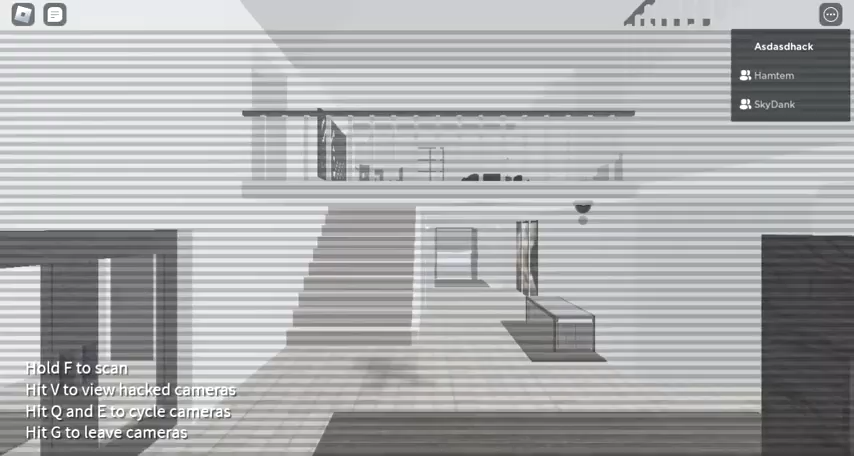 Asdasdhack
Hamtem
SkyDank
Hold F to scan
Hit V to view hacked cameras
Hit Q and E to cycle cameras
Hit G to leave cameras